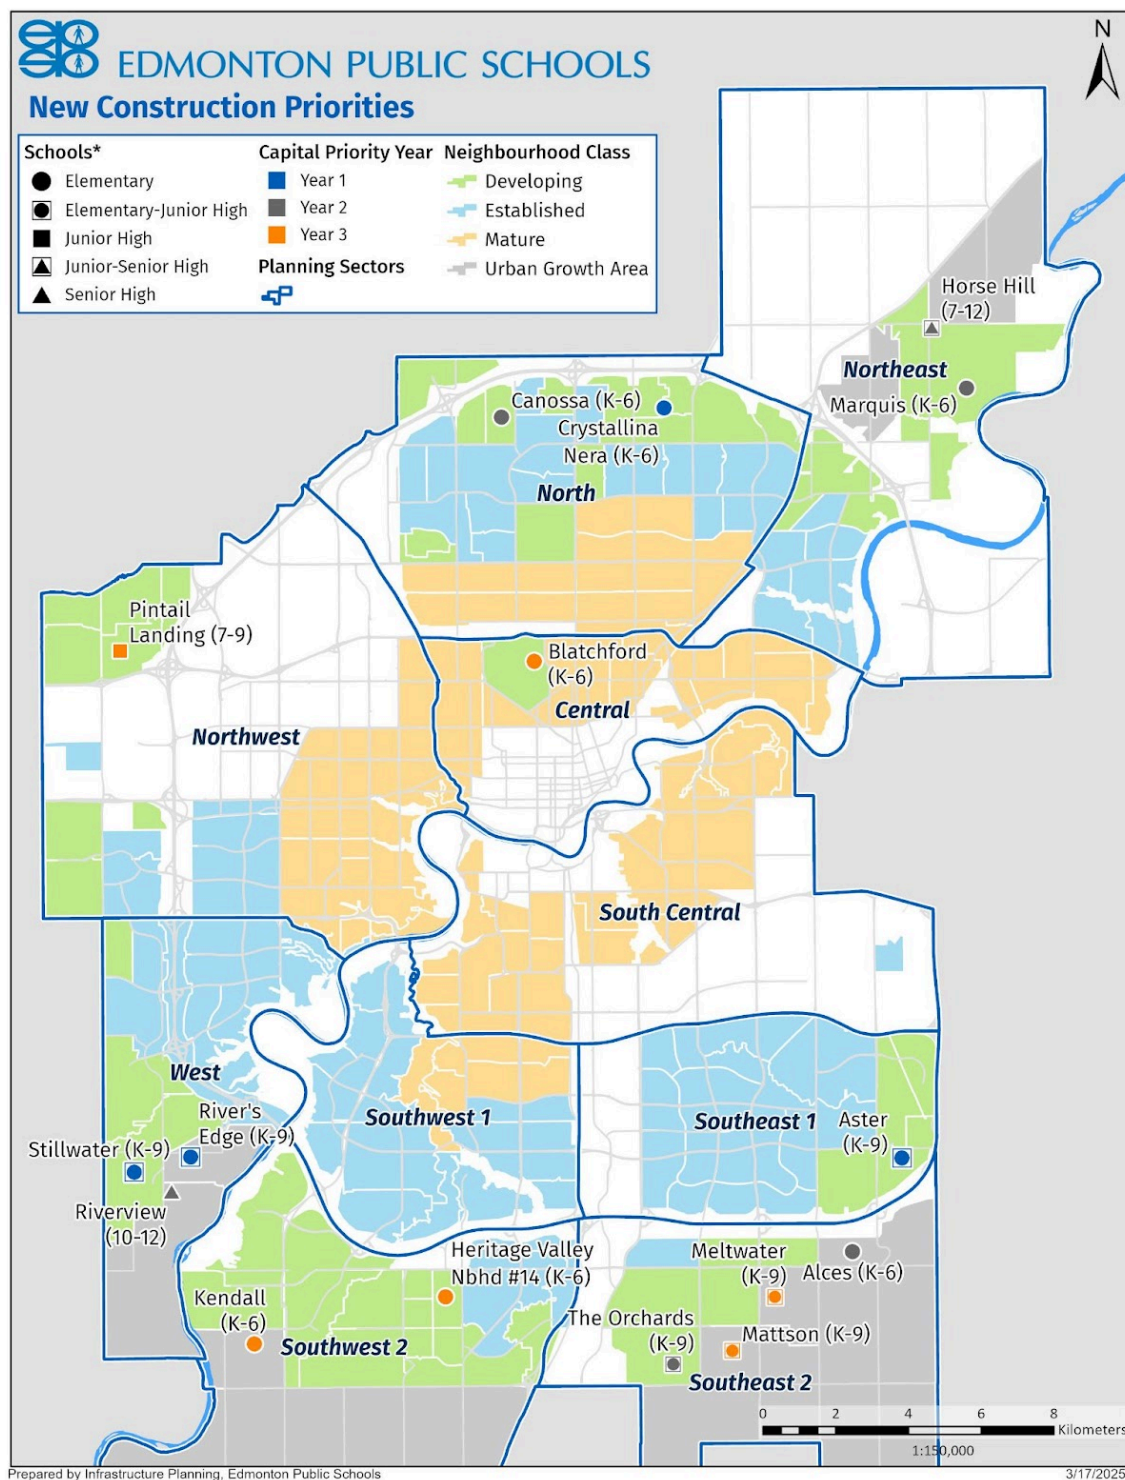 EDMONTON PUBLIC SCHOOLS
New Construction Priorities
N
Schools*
Elementary
Elementary-Junior High
Junior High
Junior-Senior High
Senior High
Capital Priority Year
Year 1
Year 2
Year 3
Planning Sectors
Neighbourhood Class
Developing
Established
Mature
Urban Growth Area
Horse Hill
(7-12)
Northeast
Marquis (K-6)
Canossa (K-6)
Crystallina
Nera (K-6)
North
Pintail
Landing (7-9)
Blatchford
(K-6)
Central
Northwest
South Central
West
River's
Edge (K-9)
Stillwater (K-9)
Riverview
(10-12)
Southwest 1
Southeast 1
Aster
(K-9)
Heritage Valley
Nbhd #14 (K-6)
Meltwater
(K-9)
Alces (K-6)
Kendall
(K-6)
The Orchards
(K-9)
Mattson (K-9)
Southwest 2
Southeast 2
0 2 4 6 8
Kilometers
1:150,000
Prepared by Infrastructure Planning, Edmonton Public Schools
3/17/2025